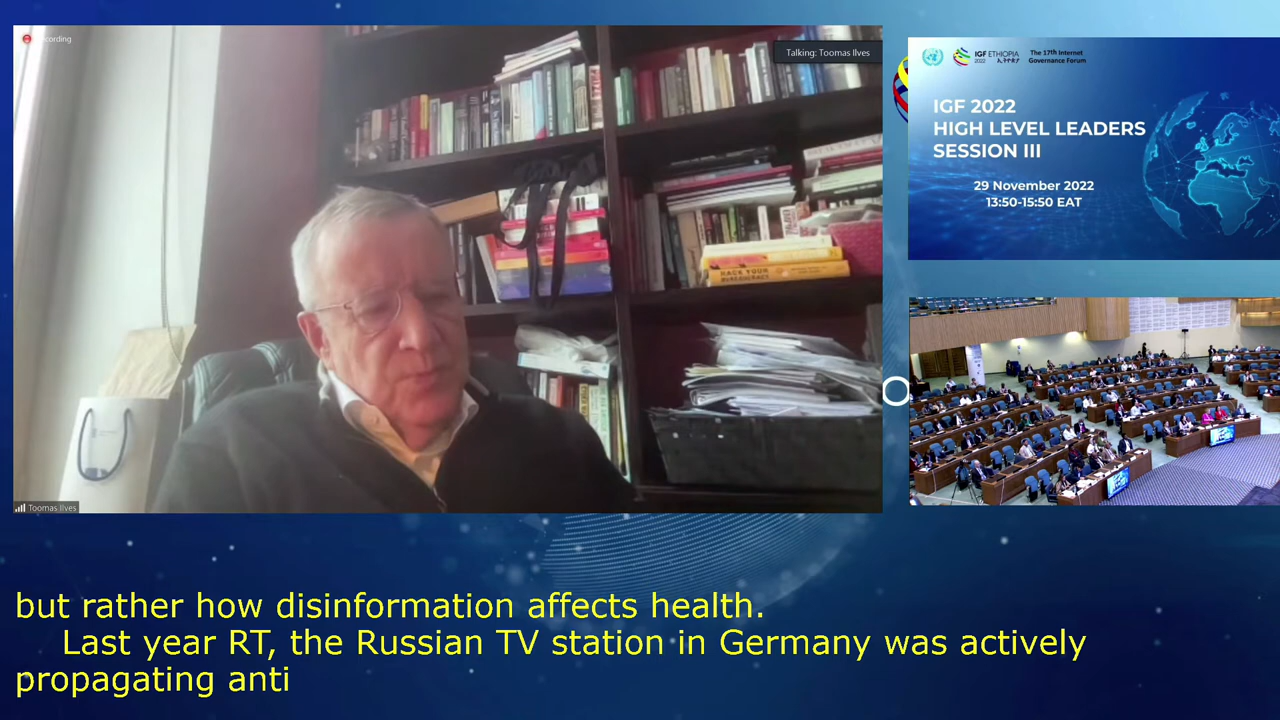 Recording
Talking: Toomas Ilves
HACK YOUR
BUREAUCRACY
Toomas Ilves
IGF ETHIOPIA
2022 ኢትዮጵያ
The 17th Internet
Governance Forum
IGF 2022
HIGH LEVEL LEADERS
SESSION III
29 November 2022
13:50-15:50 EAT
but rather how disinformation affects health.
Last year RT, the Russian TV station in Germany was actively
propagating anti